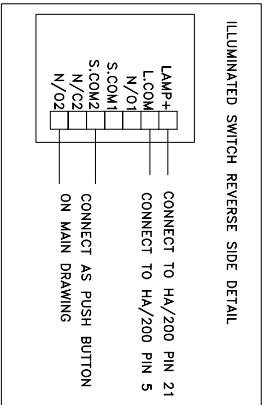 ILLUMINATED SWITCH REVERSE SIDE DETAIL
LAMP+
L.COM
N/O1
S.COM1
S.COM2
N/C2
N/O2
CONNECT TO HA/200 PIN 21
CONNECT TO HA/200 PIN 5
CONNECT AS PUSH BUTTON
ON MAIN DRAWING